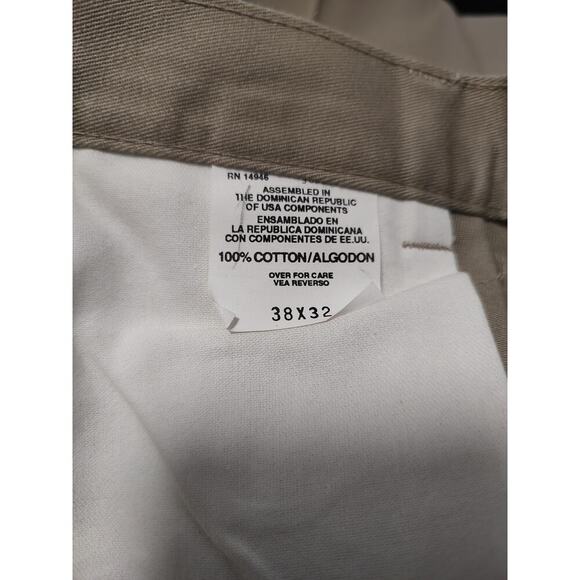 RN 14946
ASSEMBLED IN
THE DOMINICAN REPUBLIC
OF USA COMPONENTS
ENSAMBLADO EN
LA REPUBLICA DOMINICANA
CON COMPONENTES DE EE.UU.
100% COTTON/ALGODON
OVER FOR CARE
VEA REVERSO
38X32